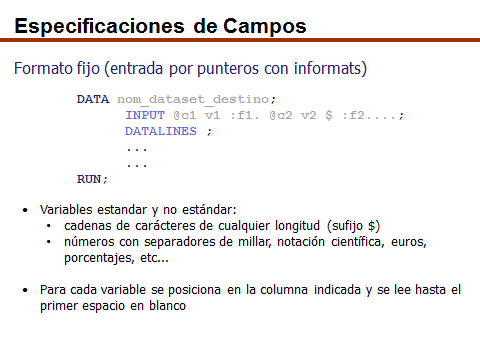 Especificaciones de Campos
Formato fijo (entrada por punteros con informats)
DATA nom_dataset_destino;
INPUT @c1 v1 :f1. @c2 v2 $ :f2....;
DATALINES ;
...
...
RUN;
• Variables estandar y no estándar:
• cadenas de carácteres de cualquier longitud (sufijo $)
• números con separadores de millar, notación científica, euros,
porcentajes, etc...
• Para cada variable se posiciona en la columna indicada y se lee hasta el
primer espacio en blanco